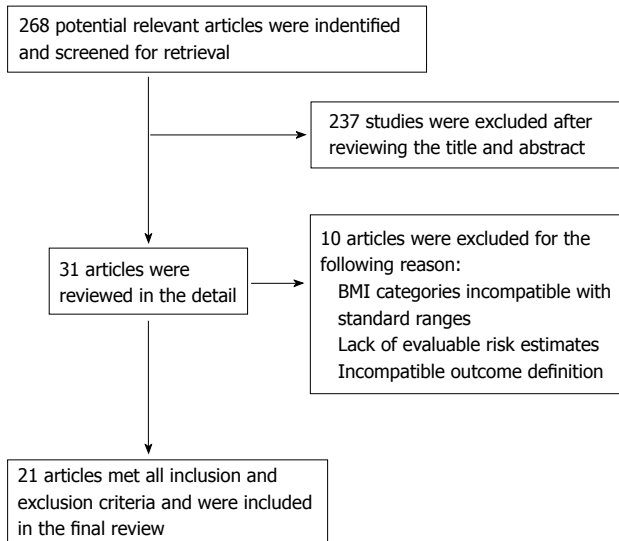 268 potential relevant articles were indentified
and screened for retrieval
237 studies were excluded after
reviewing the title and abstract
31 articles were
reviewed in the detail
10 articles were excluded for the
following reason:
BMI categories incompatible with
standard ranges
Lack of evaluable risk estimates
Incompatible outcome definition
21 articles met all inclusion and
exclusion criteria and were included
in the final review